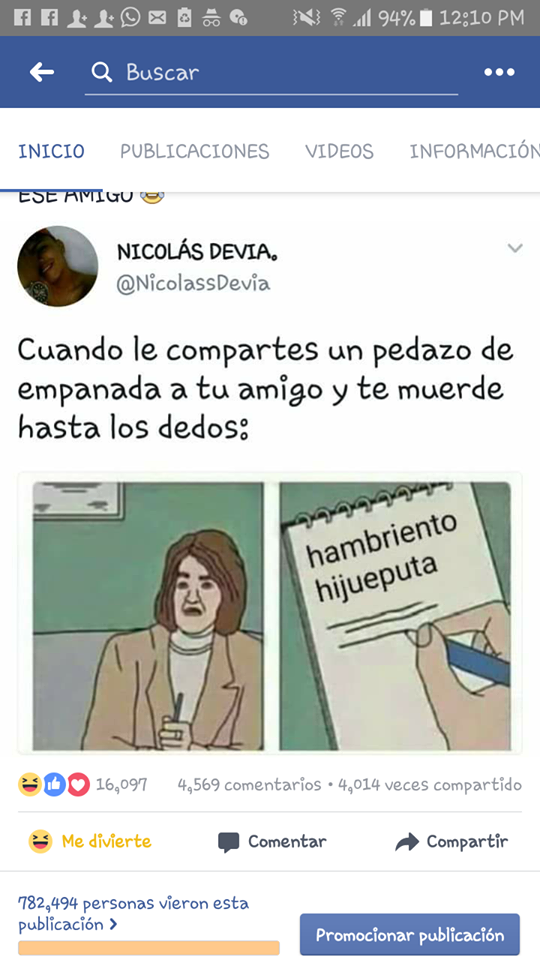 94% 12:10 PM
Buscar
INICIO PUBLICACIONES VIDEOS INFORMACIÓN
ESE AMIGO
NICOLÁS DEVIA.
@NicolassDevia
Cuando le compartes un pedazo de
empanada a tu amigo y te muerde
hasta los dedos:
hambriento
hijueputa
16,097 4,569 comentarios • 4,014 veces compartido
Me divierte Comentar Compartir
782,494 personas vieron esta
publicación >
Promocionar publicación